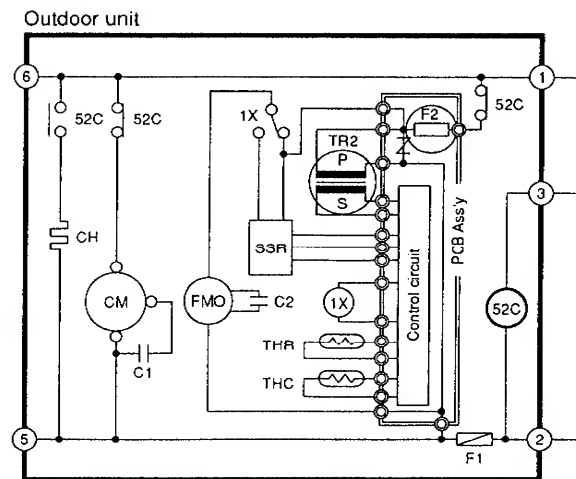 Outdoor unit
6
1
52C
52C
1X
F2
52C
TR2
P
S
3
PCB Ass'y
CH
SSR
Control circuit
CM
FMO
C2
1X
52C
C1
THR
THC
5
F1
2